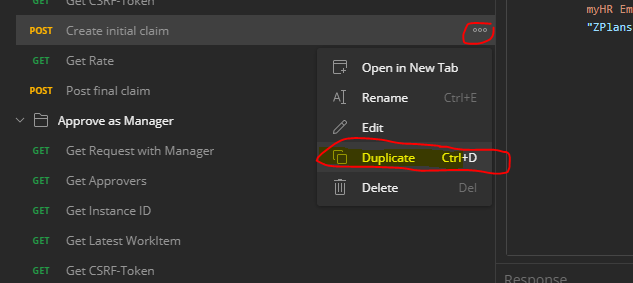 GET Get CSRF-Token
POST Create initial claim
GET Get Rate
POST Post final claim
Approve as Manager
GET Get Request with Manager
GET Get Approvers
GET Get Instance ID
GET Get Latest WorkItem
GET Get CSRF-Token
Open in New Tab
Rename Ctrl+E
Edit
Duplicate Ctrl+D
Delete Del
myHR Em
"ZPlans
Response